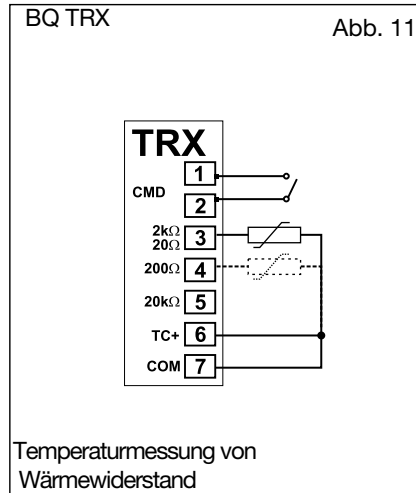 BQ TRX
Abb. 11
TRX
CMD
1
2
2kΩ
20Ω
3
200Ω 4
20kΩ 5
TC+ 6
COM 7
Temperaturmessung von
Wärmewiderstand